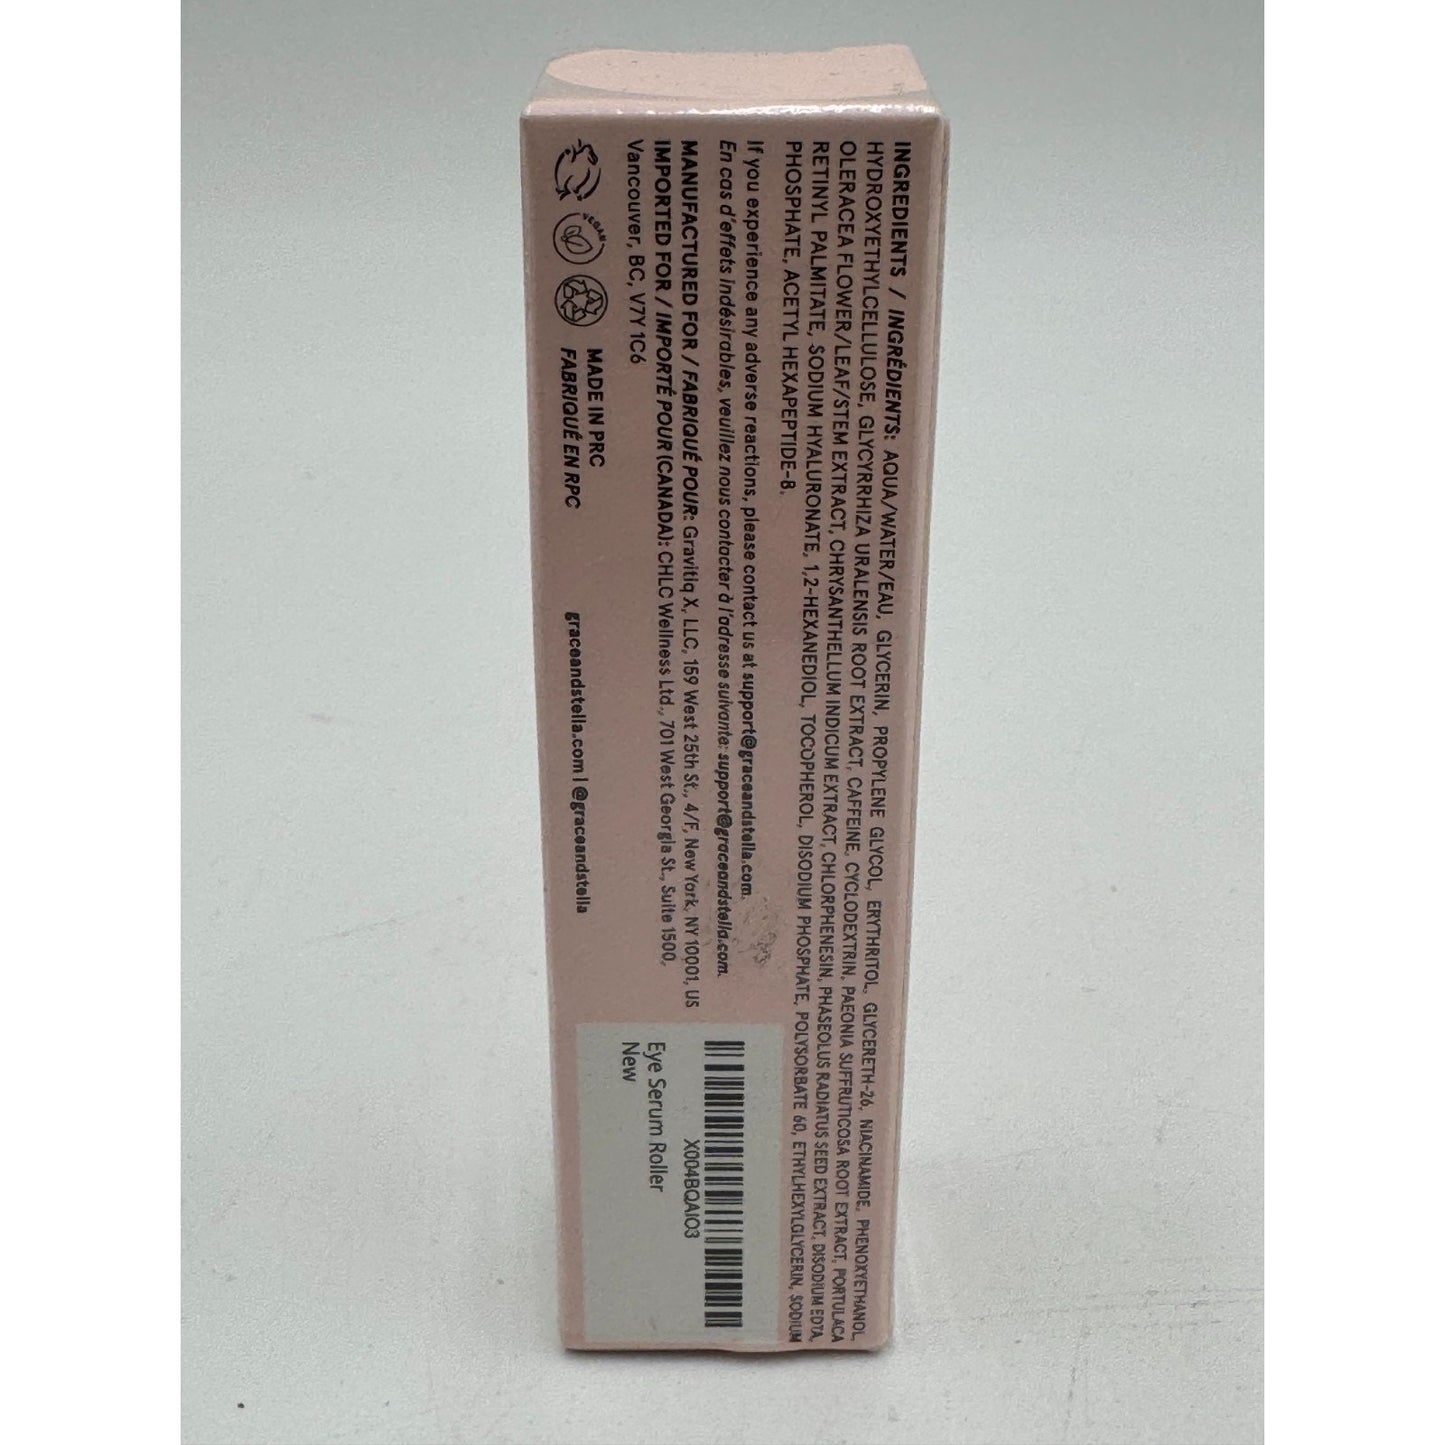 INGREDIENTS / INGRÉDIENTS: AQUA/WATER/EAU, GLYCERIN, PROPYLENE GLYCOL, ERYTHRITOL, GLYCERETH-26, NIACINAMIDE, PHENOXYETHANOL,
HYDROXYETHYLCELLULOSE, GLYCYRRHIZA URALENSIS ROOT EXTRACT, CAFFEINE, CYCLODEXTRIN, PAEONIA SUFFRUTICOSA ROOT EXTRACT, PORTULACA
OLERACEA FLOWER/LEAF/STEM EXTRACT, CHRYSANTHELLUM INDICUM EXTRACT, CHLORPHENESIN, PHASEOLUS RADIATUS SEED EXTRACT, DISODIUM EDTA,
RETINYL PALMITATE, SODIUM HYALURONATE, 1,2-HEXANEDIOL, TOCOPHEROL, DISODIUM PHOSPHATE, POLYSORBATE 60, ETHYLHEXYLGLYCERIN, SODIUM
PHOSPHATE, ACETYL HEXAPEPTIDE-8.
If you experience any adverse reactions, please contact us at support@graceandstella.com.
En cas d'effets indésirables, veuillez nous contacter à l'adresse suivante: support@graceandstella.com.
MANUFACTURED FOR / FABRIQUÉ POUR: Gravitiq X, LLC, 159 West 25th St., 4/F, New York, NY 10001, US
IMPORTED FOR / IMPORTÉ POUR (CANADA): CHLC Wellness Ltd., 701 West Georgia St., Suite 1500,
Vancouver, BC, V7Y 1C6
VEGAN
MADE IN PRC
FABRIQUÉ EN RPC
graceandstella.com | @graceandstella
X004BQAIO3
Eye Serum Roller
New